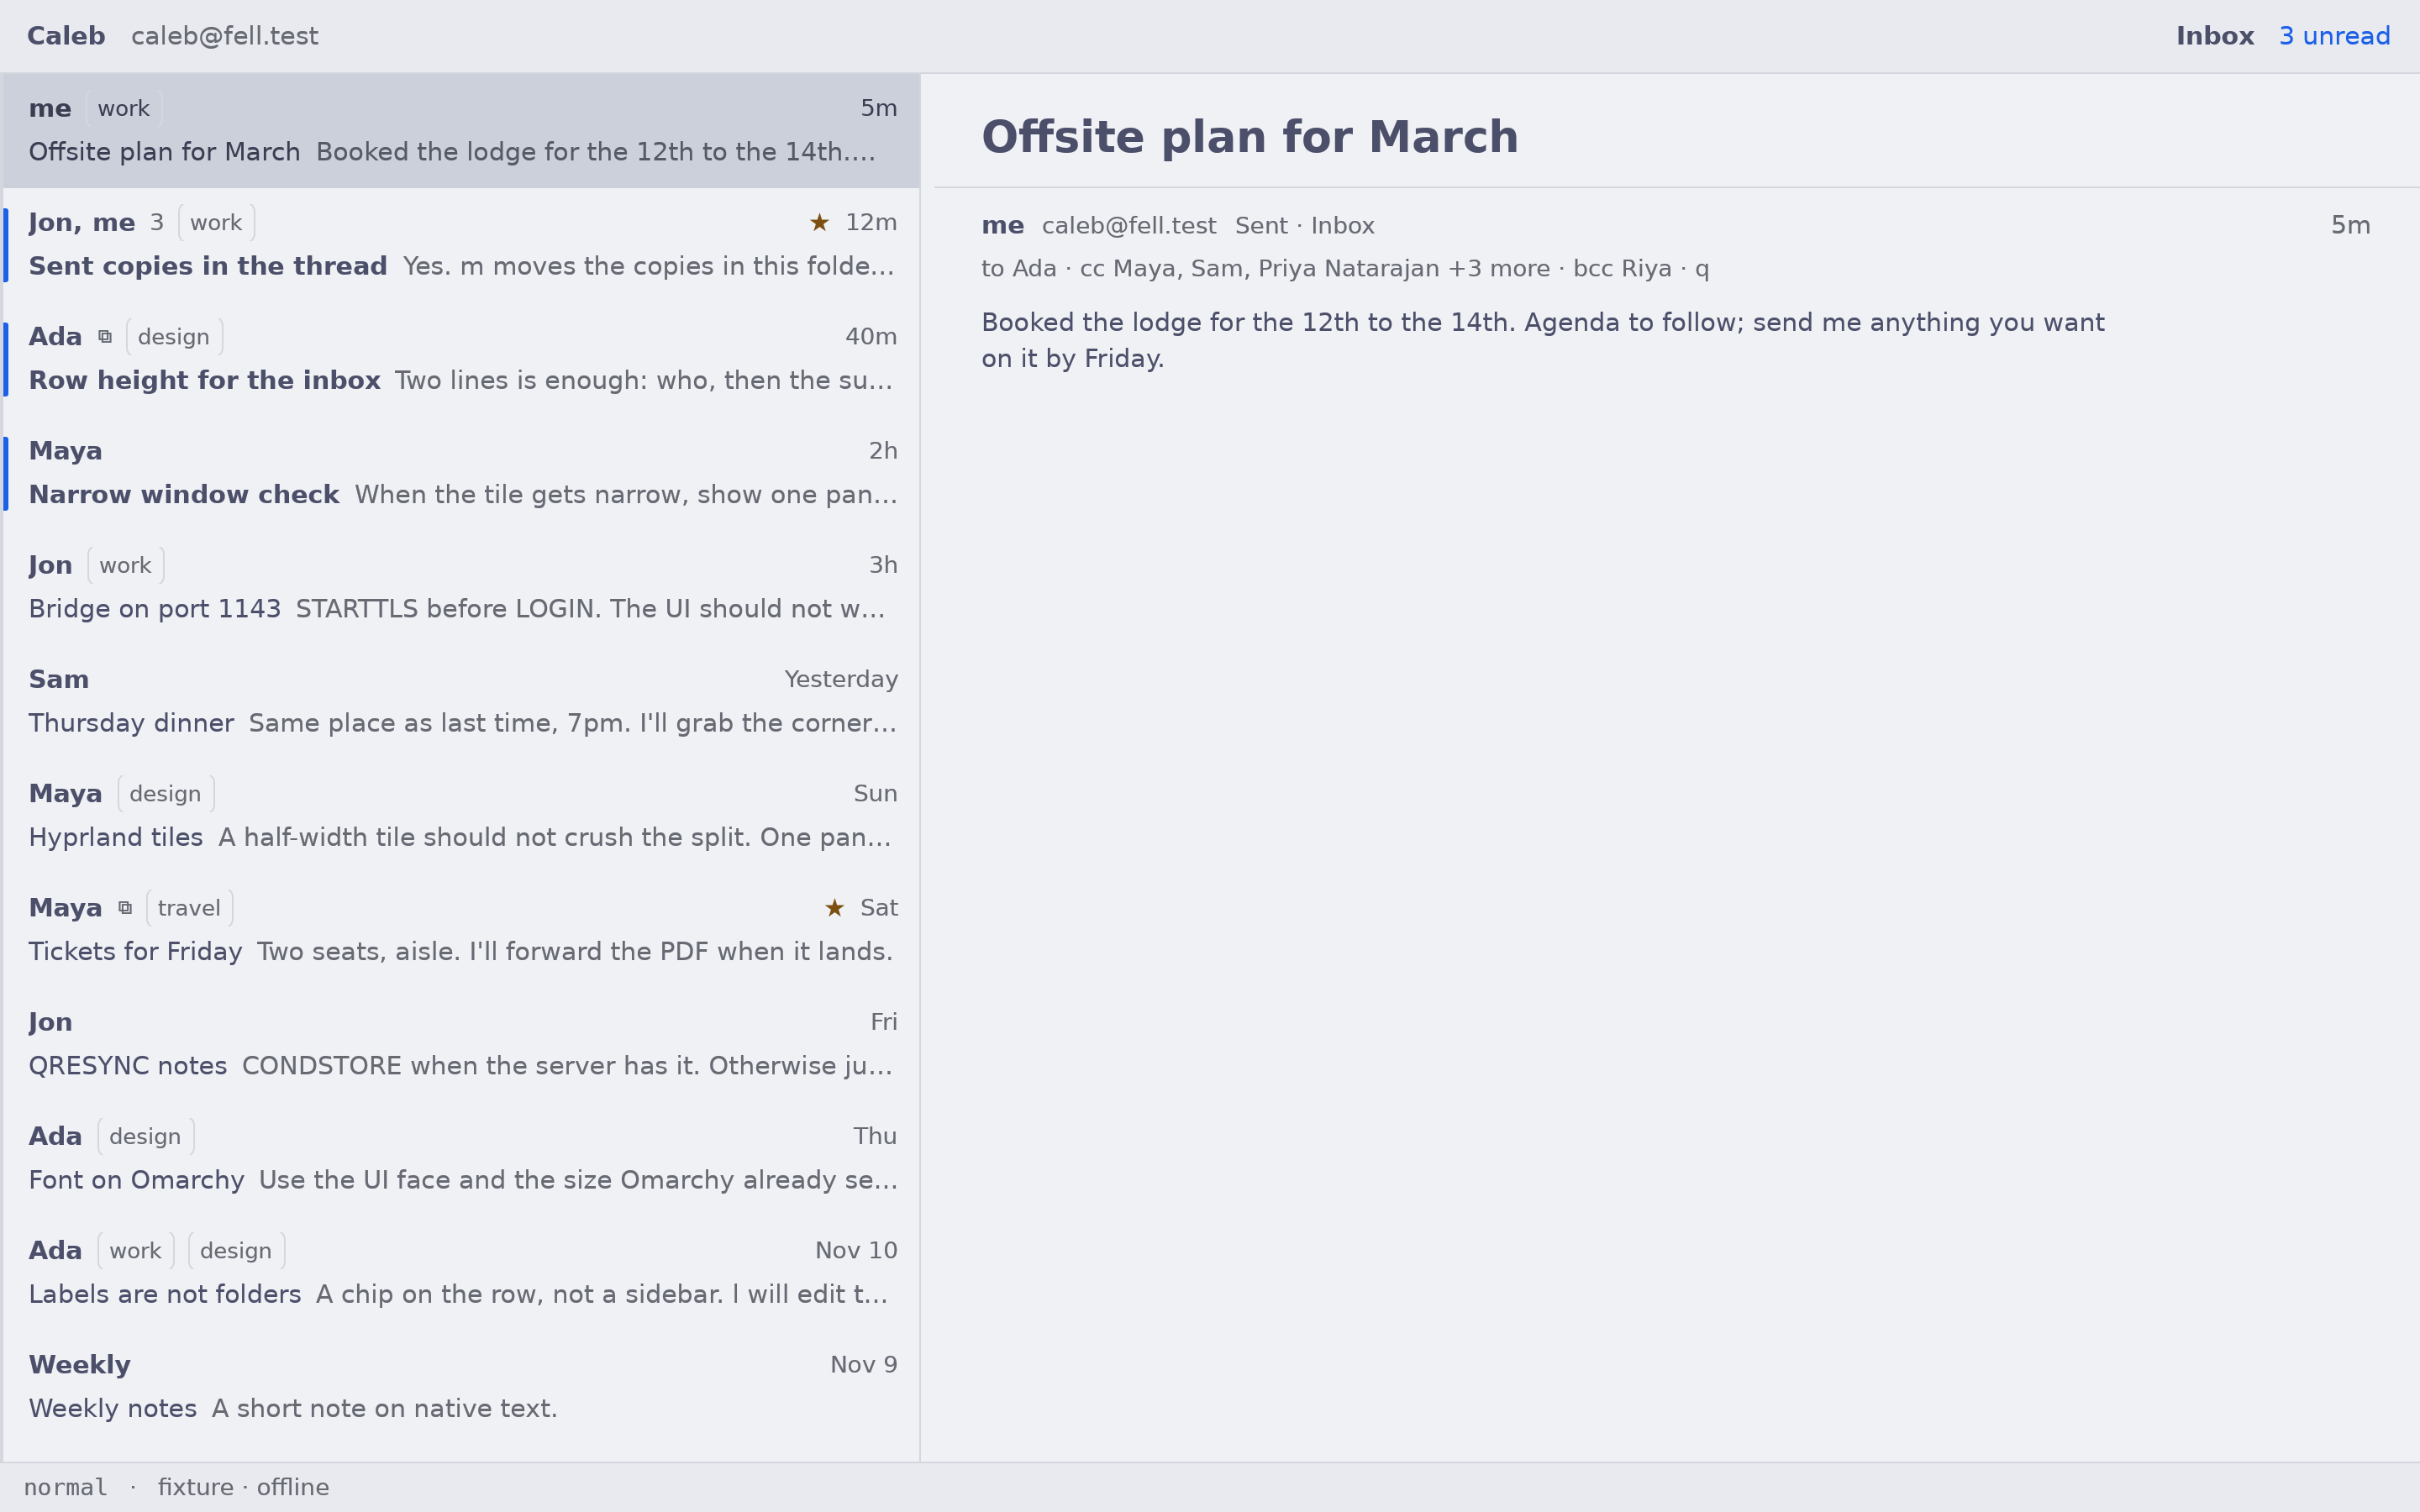 Caleb caleb@fell.test
Inbox 3 unread
me work 5m
Offsite plan for March Booked the lodge for the 12th to the 14th....
Jon, me 3 work ★ 12m
Sent copies in the thread Yes. m moves the copies in this folde...
Ada ⧉ design 40m
Row height for the inbox Two lines is enough: who, then the su...
Maya 2h
Narrow window check When the tile gets narrow, show one pan...
Jon work 3h
Bridge on port 1143 STARTTLS before LOGIN. The UI should not w...
Sam Yesterday
Thursday dinner Same place as last time, 7pm. I'll grab the corner...
Maya design Sun
Hyprland tiles A half-width tile should not crush the split. One pan...
Maya ⧉ travel ★ Sat
Tickets for Friday Two seats, aisle. I'll forward the PDF when it lands.
Jon Fri
QRESYNC notes CONDSTORE when the server has it. Otherwise ju...
Ada design Thu
Font on Omarchy Use the UI face and the size Omarchy already se...
Ada work design Nov 10
Labels are not folders A chip on the row, not a sidebar. l will edit t...
Weekly Nov 9
Weekly notes A short note on native text.
Offsite plan for March
me caleb@fell.test Sent · Inbox 5m
to Ada · cc Maya, Sam, Priya Natarajan +3 more · bcc Riya · q
Booked the lodge for the 12th to the 14th. Agenda to follow; send me anything you want
on it by Friday.
normal · fixture · offline